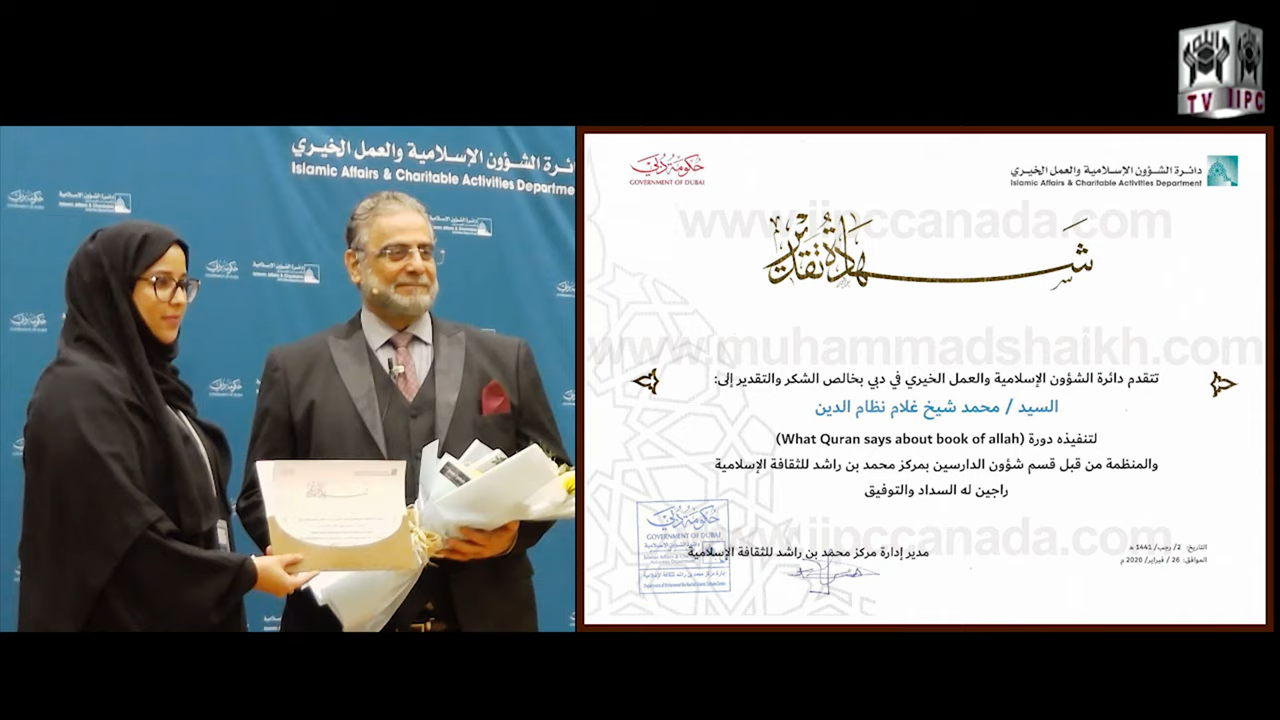 الله
TV IIPC
دائرة الشؤون الإسلامية والعمل الخيري
Islamic Affairs & Charitable Activities Department
حكومة دبي
GOVERNMENT OF DUBAI
دائرة الشؤون الإسلامية والعمل الخيري
Islamic Affairs & Charitable Activities Department
www.iipccanada.com
شهادة تقدير
www.muhammadshaikh.com
تتقدم دائرة الشؤون الإسلامية والعمل الخيري في دبي بخالص الشكر والتقدير إلى:
السيد / محمد شيخ غلام نظام الدين
لتنفيذه دورة (What Quran says about book of allah)
والمنظمة من قبل قسم شؤون الدارسين بمركز محمد بن راشد للثقافة الإسلامية
راجين له السداد والتوفيق
www.iipccanada.com
حكومة دبي
GOVERNMENT OF DUBAI
مدير إدارة مركز محمد بن راشد للثقافة الإسلامية
التاريخ: 2/ رجب/ 1441 هـ
الموافق: 26 / فبراير/ 2020 م